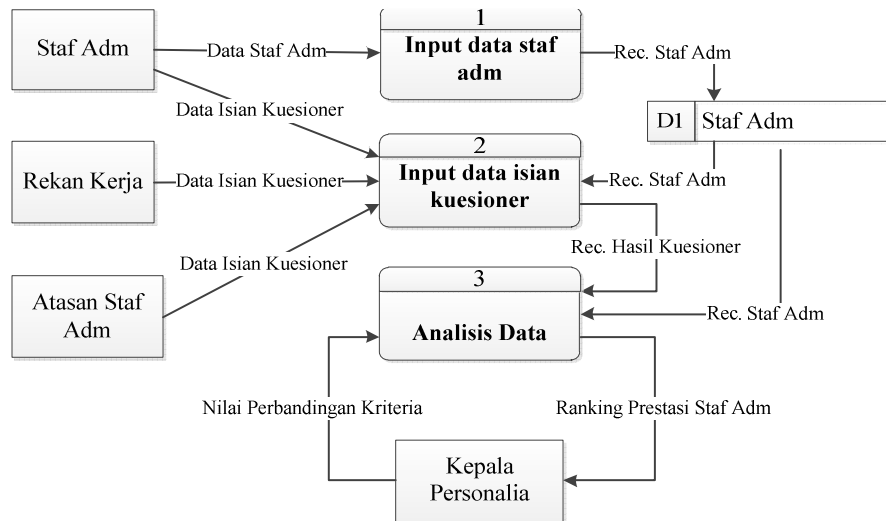 Staf Adm
Data Staf Adm
1
Input data staf
adm
Rec. Staf Adm
D1
Staf Adm
Data Isian Kuesioner
2
Input data isian
kuesioner
Rekan Kerja
Data Isian Kuesioner
Rec. Staf Adm
Rec. Hasil Kuesioner
Data Isian Kuesioner
Atasan Staf
Adm
3
Analisis Data
Rec. Staf Adm
Nilai Perbandingan Kriteria
Ranking Prestasi Staf Adm
Kepala
Personalia